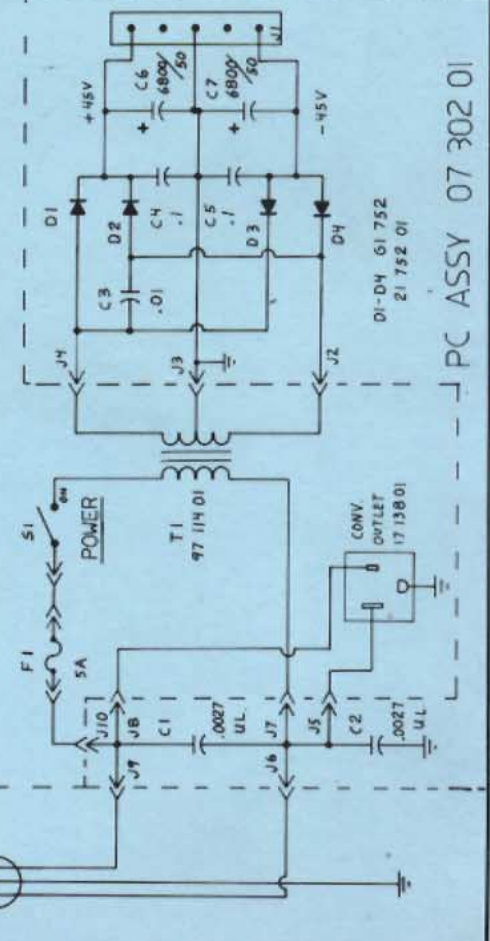 J1
C6
6800/50
C7
6800/50
+45V
-45V
+
+
D1
D2
C4
.1
C5
.1
D3
D4
C3
.01
D1-D4 61 752
21 752 01
PC ASSY 07 302 01
J4
J3
J2
S1
ON
POWER
T1
97 114 01
F1
5A
CONV.
OUTLET
17 138 01
J10
J8
J9
C1
.0027
UL
J7
J6
J5
C2
.0027
UL